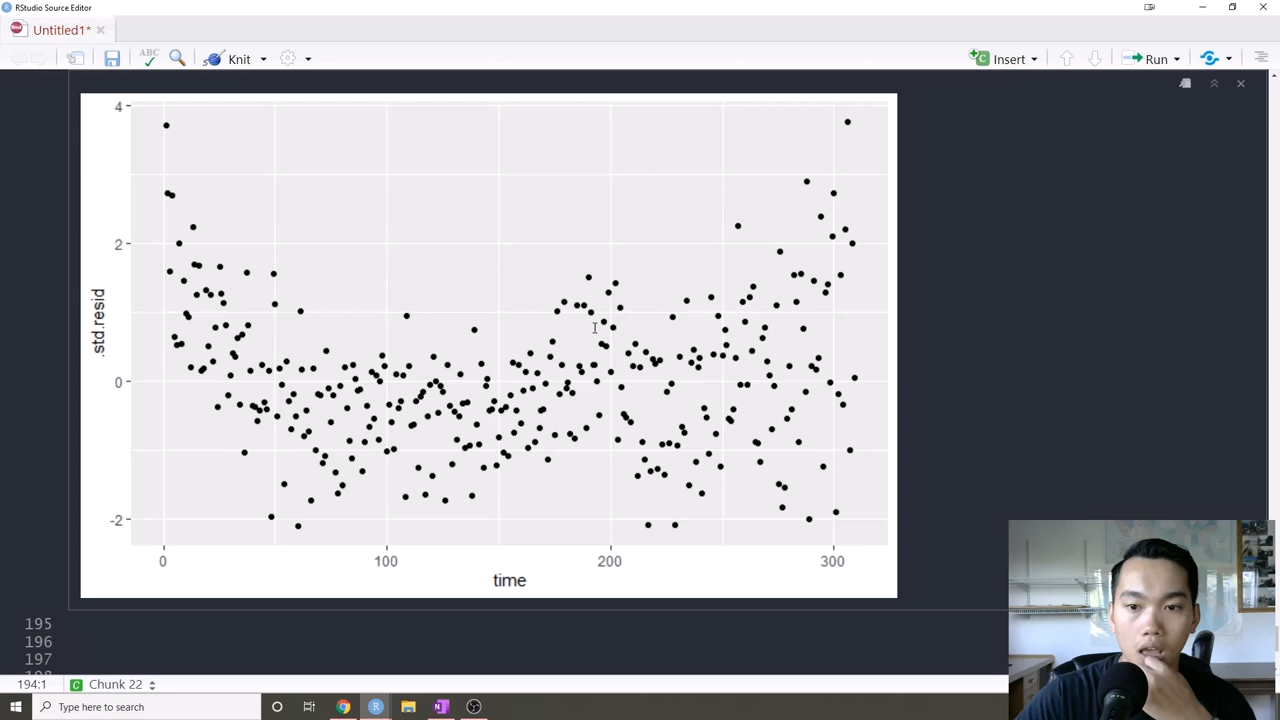 RStudio Source Editor
Untitled1*
ABC
Knit
Insert
Run
4
2
0
-2
.std.resid
0
100
200
300
time
195
196
197
194:1
Chunk 22
Type here to search